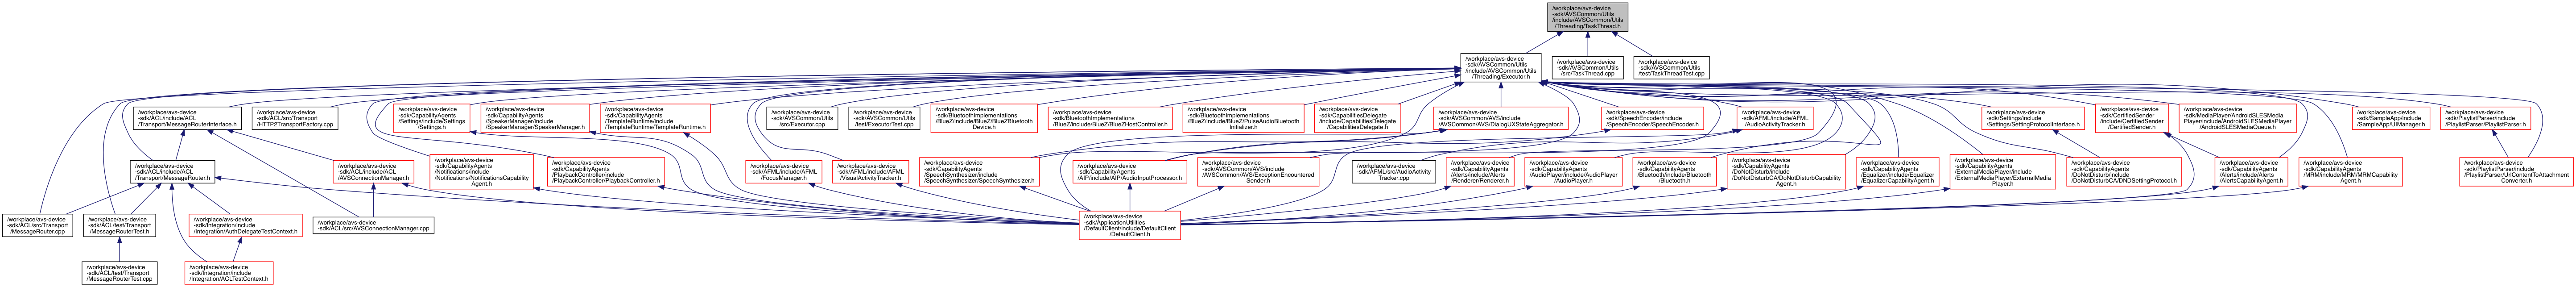 /workplace/avs-device
-sdk/AVSCommon/Utils
/include/AVSCommon/Utils
/Threading/TaskThread.h
/workplace/avs-device
-sdk/AVSCommon/Utils
/include/AVSCommon/Utils
/Threading/Executor.h
/workplace/avs-device
-sdk/AVSCommon/Utils
/src/TaskThread.cpp
/workplace/avs-device
-sdk/AVSCommon/Utils
/test/TaskThreadTest.cpp
/workplace/avs-device
-sdk/ACL/include/ACL
/Transport/MessageRouterInterface.h
/workplace/avs-device
-sdk/ACL/src/Transport
/HTTP2TransportFactory.cpp
/workplace/avs-device
-sdk/CapabilityAgents
/Settings/include/Settings
/Settings.h
/workplace/avs-device
-sdk/CapabilityAgents
/SpeakerManager/include
/SpeakerManager/SpeakerManager.h
/workplace/avs-device
-sdk/CapabilityAgents
/TemplateRuntime/include
/TemplateRuntime/TemplateRuntime.h
/workplace/avs-device
-sdk/AVSCommon/Utils
/src/Executor.cpp
/workplace/avs-device
-sdk/AVSCommon/Utils
/test/ExecutorTest.cpp
/workplace/avs-device
-sdk/BluetoothImplementations
/BlueZ/include/BlueZ/BlueZBluetooth
Device.h
/workplace/avs-device
-sdk/BluetoothImplementations
/BlueZ/include/BlueZ/BlueZHostController.h
/workplace/avs-device
-sdk/BluetoothImplementations
/BlueZ/include/BlueZ/PulseAudioBluetooth
Initializer.h
/workplace/avs-device
-sdk/CapabilitiesDelegate
/include/CapabilitiesDelegate
/CapabilitiesDelegate.h
/workplace/avs-device
-sdk/AVSCommon/AVS/include
/AVSCommon/AVS/DialogUXStateAggregator.h
/workplace/avs-device
-sdk/SpeechEncoder/include
/SpeechEncoder/SpeechEncoder.h
/workplace/avs-device
-sdk/AFML/include/AFML
/AudioActivityTracker.h
/workplace/avs-device
-sdk/Settings/include
/Settings/SettingProtocolInterface.h
/workplace/avs-device
-sdk/CertifiedSender
/include/CertifiedSender
/CertifiedSender.h
/workplace/avs-device
-sdk/MediaPlayer/AndroidSLESMedia
Player/include/AndroidSLESMediaPlayer
/AndroidSLESMediaQueue.h
/workplace/avs-device
-sdk/SampleApp/include
/SampleApp/UIManager.h
/workplace/avs-device
-sdk/PlaylistParser/include
/PlaylistParser/PlaylistParser.h
/workplace/avs-device
-sdk/ACL/include/ACL
/Transport/MessageRouter.h
/workplace/avs-device
-sdk/ACL/include/ACL
/AVSConnectionManager.h
/workplace/avs-device
-sdk/CapabilityAgents
/Notifications/include
/Notifications/NotificationsCapability
Agent.h
/workplace/avs-device
-sdk/CapabilityAgents
/PlaybackController/include
/PlaybackController/PlaybackController.h
/workplace/avs-device
-sdk/AFML/include/AFML
/FocusManager.h
/workplace/avs-device
-sdk/AFML/include/AFML
/VisualActivityTracker.h
/workplace/avs-device
-sdk/CapabilityAgents
/SpeechSynthesizer/include
/SpeechSynthesizer/SpeechSynthesizer.h
/workplace/avs-device
-sdk/CapabilityAgents
/AIP/include/AIP/AudioInputProcessor.h
/workplace/avs-device
-sdk/AVSCommon/AVS/include
/AVSCommon/AVS/ExceptionEncountered
Sender.h
/workplace/avs-device
-sdk/AFML/src/AudioActivity
Tracker.cpp
/workplace/avs-device
-sdk/CapabilityAgents
/Alerts/include/Alerts
/Renderer/Renderer.h
/workplace/avs-device
-sdk/CapabilityAgents
/AudioPlayer/include/AudioPlayer
/AudioPlayer.h
/workplace/avs-device
-sdk/CapabilityAgents
/Bluetooth/include/Bluetooth
/Bluetooth.h
/workplace/avs-device
-sdk/CapabilityAgents
/DoNotDisturb/include
/DoNotDisturbCA/DoNotDisturbCapability
Agent.h
/workplace/avs-device
-sdk/CapabilityAgents
/Equalizer/include/Equalizer
/EqualizerCapabilityAgent.h
/workplace/avs-device
-sdk/CapabilityAgents
/ExternalMediaPlayer/include
/ExternalMediaPlayer/ExternalMedia
Player.h
/workplace/avs-device
-sdk/CapabilityAgents
/DoNotDisturb/include
/DoNotDisturbCA/DNDSettingProtocol.h
/workplace/avs-device
-sdk/CapabilityAgents
/Alerts/include/Alerts
/AlertsCapabilityAgent.h
/workplace/avs-device
-sdk/CapabilityAgents
/MRM/include/MRM/MRMCapability
Agent.h
/workplace/avs-device
-sdk/PlaylistParser/include
/PlaylistParser/UrlContentToAttachment
Converter.h
/workplace/avs-device
-sdk/ACL/src/Transport
/MessageRouter.cpp
/workplace/avs-device
-sdk/ACL/test/Transport
/MessageRouterTest.h
/workplace/avs-device
-sdk/Integration/include
/Integration/AuthDelegateTestContext.h
/workplace/avs-device
-sdk/ACL/src/AVSConnectionManager.cpp
/workplace/avs-device
-sdk/ApplicationUtilities
/DefaultClient/include/DefaultClient
/DefaultClient.h
/workplace/avs-device
-sdk/ACL/test/Transport
/MessageRouterTest.cpp
/workplace/avs-device
-sdk/Integration/include
/Integration/ACLTestContext.h